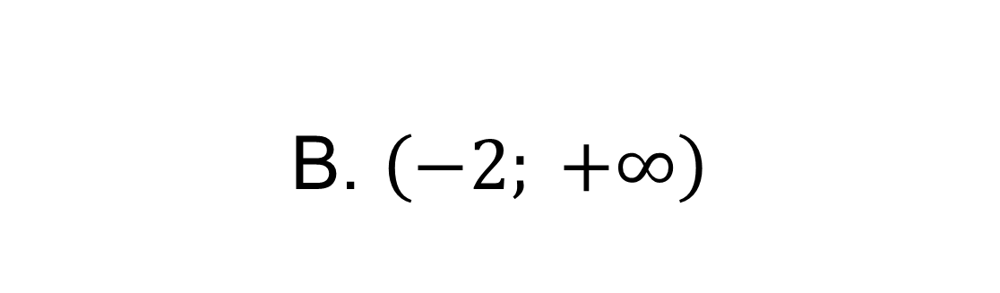 B. (−2; +∞)